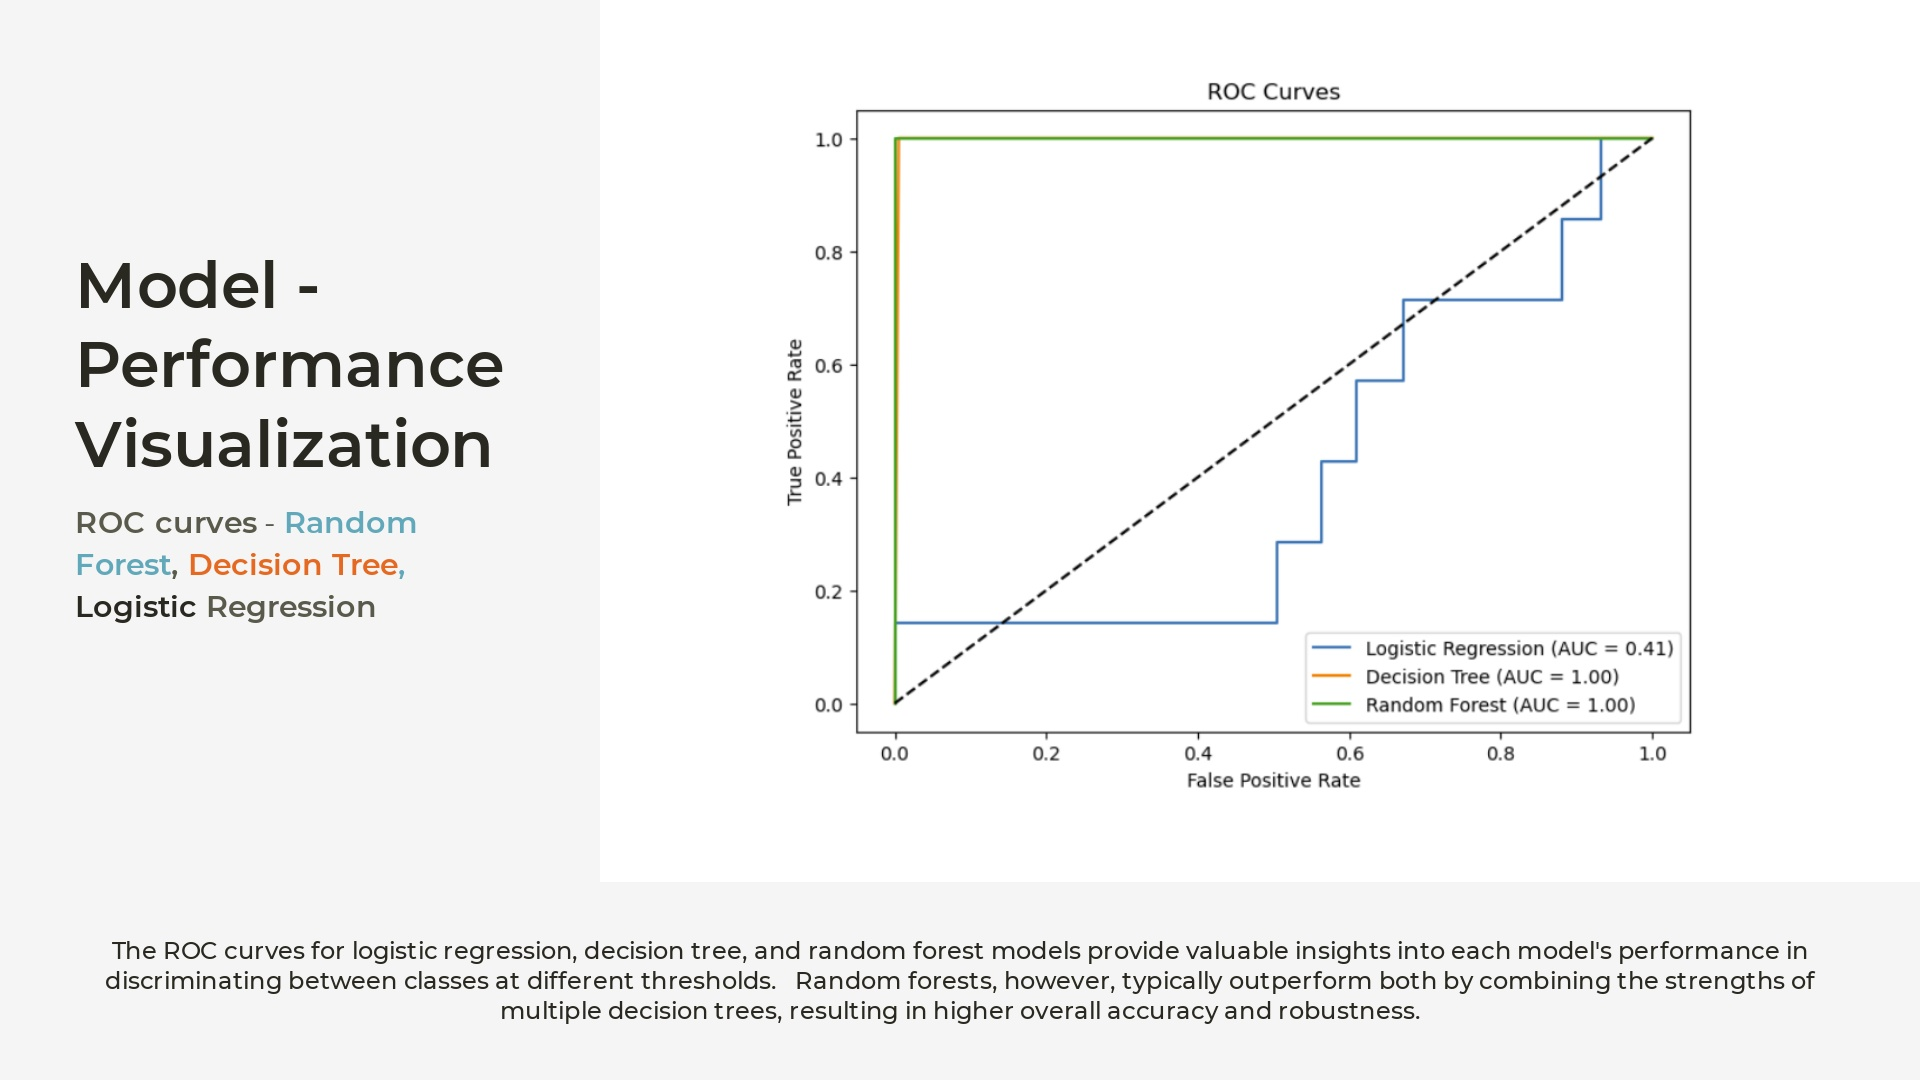 Model -
Performance
Visualization
ROC curves - Random
Forest, Decision Tree,
Logistic Regression
ROC Curves
1.0
0.8
0.6
0.4
0.2
0.0
True Positive Rate
Logistic Regression (AUC = 0.41)
Decision Tree (AUC = 1.00)
Random Forest (AUC = 1.00)
0.0 0.2 0.4 0.6 0.8 1.0
False Positive Rate
The ROC curves for logistic regression, decision tree, and random forest models provide valuable insights into each model's performance in
discriminating between classes at different thresholds.   Random forests, however, typically outperform both by combining the strengths of
multiple decision trees, resulting in higher overall accuracy and robustness.